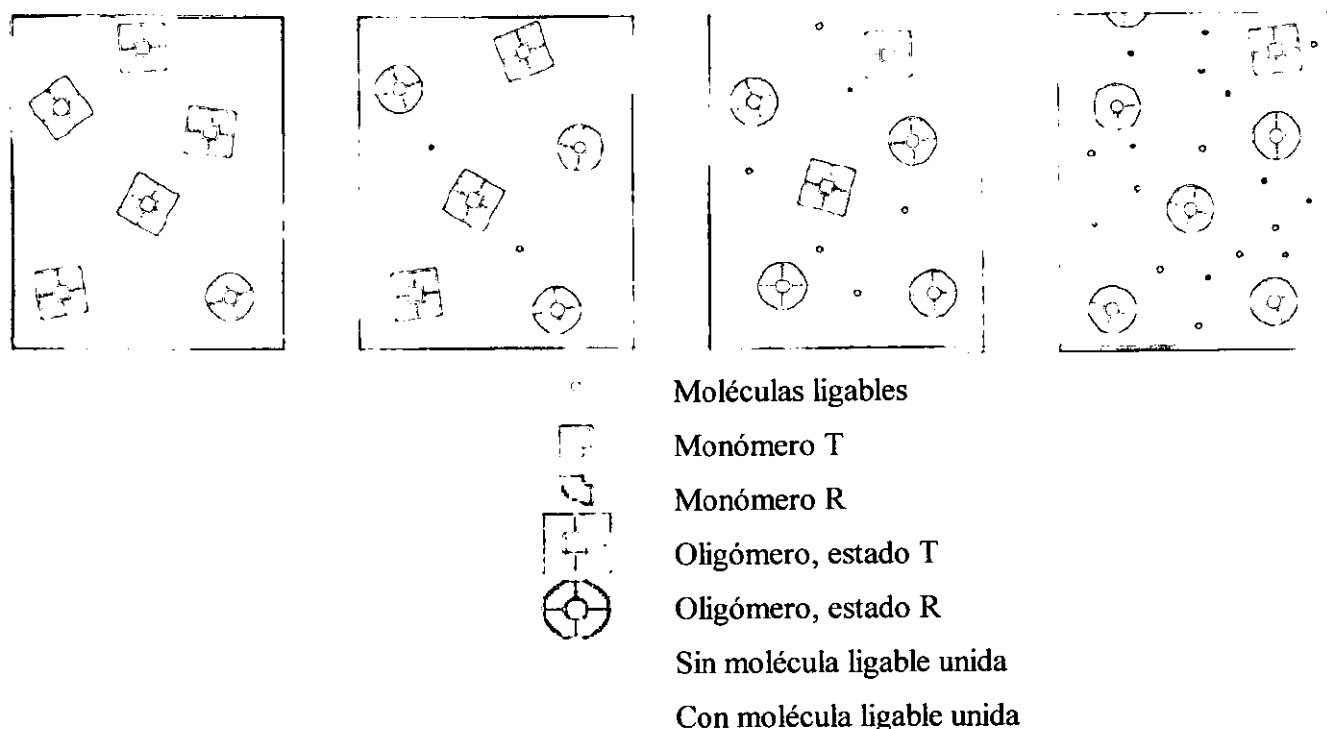 Moléculas ligables
Monómero T
Monómero R
Oligómero, estado T
Oligómero, estado R
Sin molécula ligable unida
Con molécula ligable unida